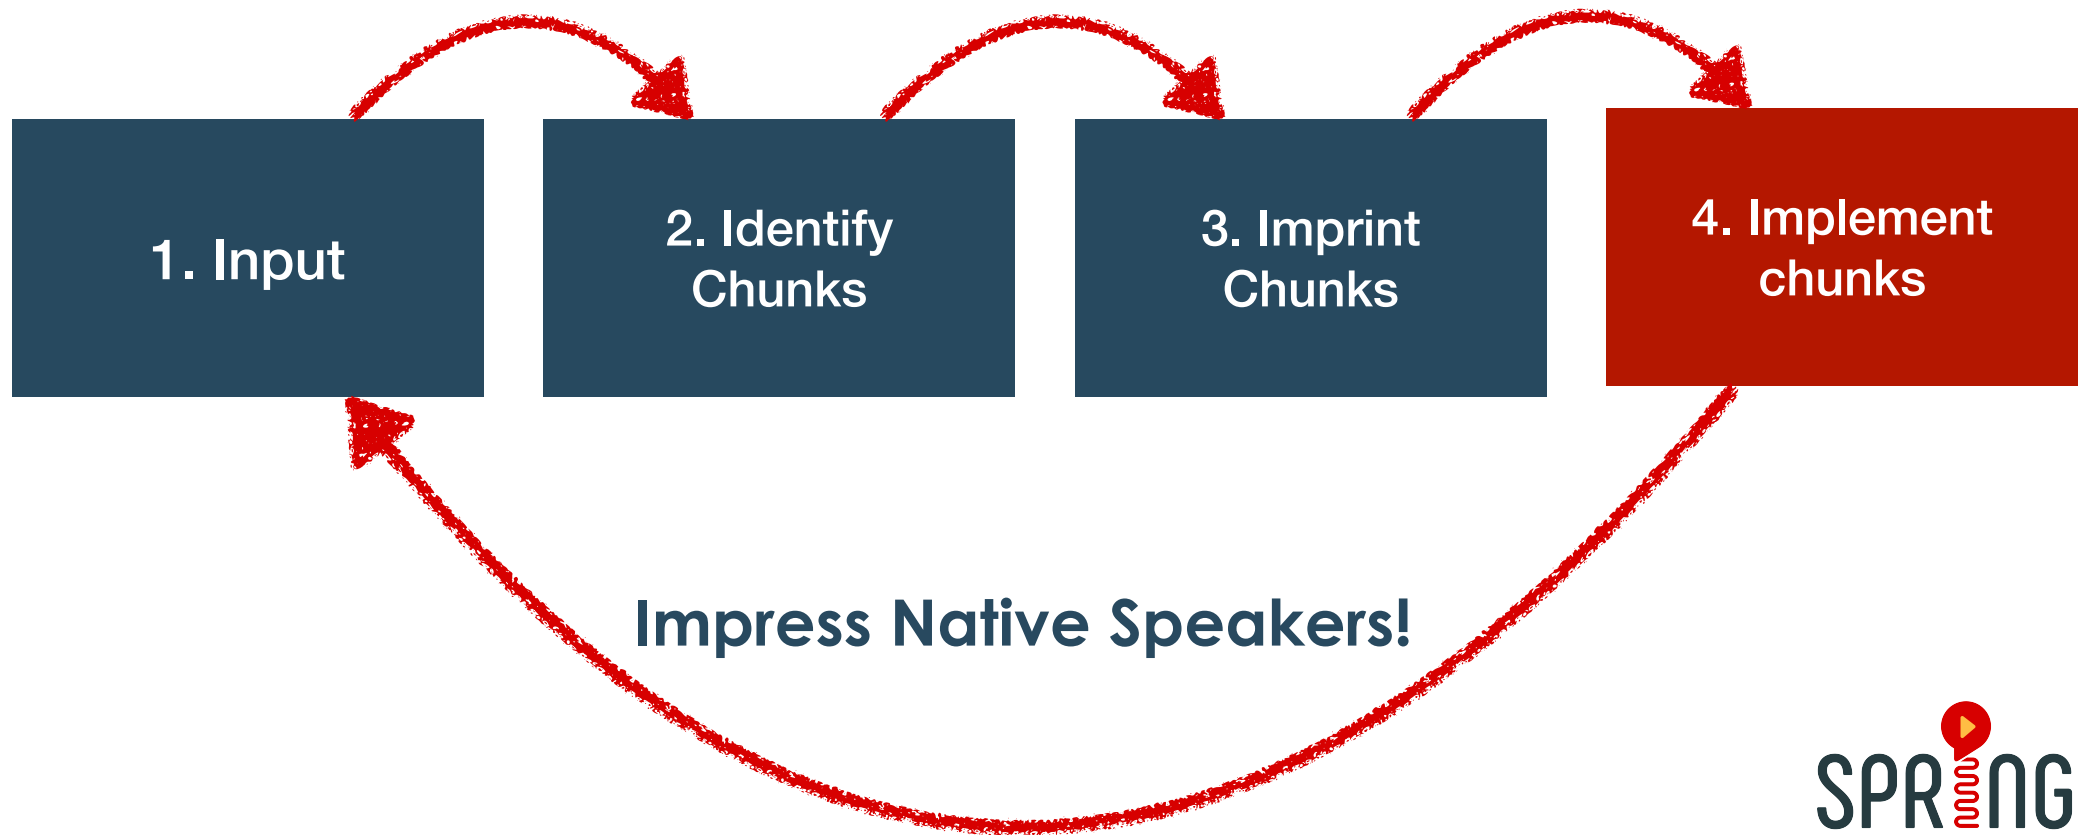 1. Input
2. Identify
Chunks
3. Imprint
Chunks
4. Implement
chunks
Impress Native Speakers!
SPRING